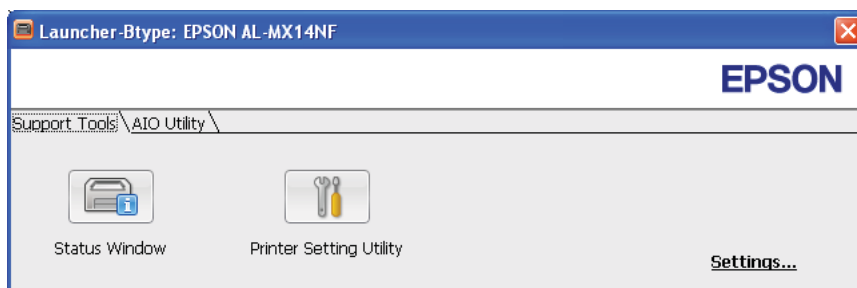 Launcher-Btype: EPSON AL-MX14NF
EPSON
Support Tools AIO Utility
Status Window Printer Setting Utility
Settings...